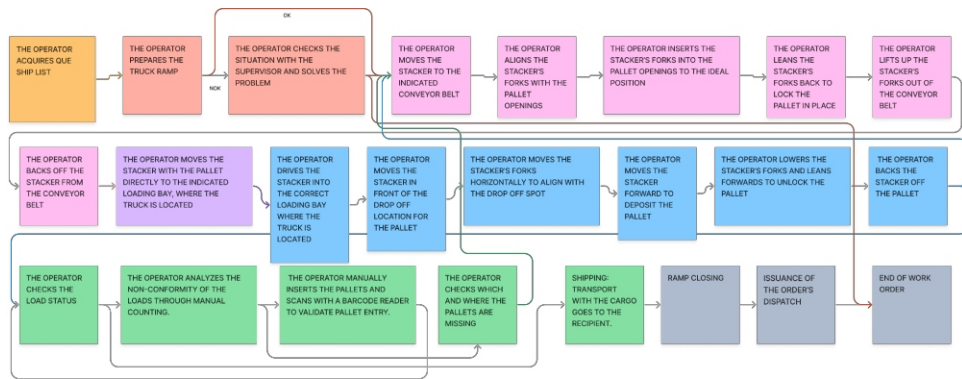 OK
THE OPERATOR
ACQUIRES QUE
SHIP LIST
THE OPERATOR
PREPARES THE
TRUCK RAMP
NOK
THE OPERATOR CHECKS THE
SITUATION WITH THE
SUPERVISOR AND SOLVES THE
PROBLEM
THE OPERATOR
MOVES THE
STACKER TO THE
INDICATED
CONVEYOR BELT
THE OPERATOR
ALIGNS THE
STACKER'S
FORKS WITH THE
PALLET
OPENINGS
THE OPERATOR INSERTS THE
STACKER'S FORKS INTO THE
PALLET OPENINGS TO THE IDEAL
POSITION
THE OPERATOR
LEANS THE
STACKER'S
FORKS BACK TO
LOCK THE
PALLET IN PLACE
THE OPERATOR
LIFTS UP THE
STACKER'S
FORKS OUT OF
THE CONVEYOR
BELT
THE OPERATOR
BACKS OFF THE
STACKER FROM
THE CONVEYOR
BELT
THE OPERATOR MOVES THE
STACKER WITH THE PALLET
DIRECTLY TO THE INDICATED
LOADING BAY, WHERE THE
TRUCK IS LOCATED
THE OPERATOR
DRIVES THE
STACKER INTO
THE CORRECT
LOADING BAY
WHERE THE
TRUCK IS
LOCATED
THE OPERATOR
MOVES THE
STACKER IN
FRONT OF THE
DROP OFF
LOCATION FOR
THE PALLET
THE OPERATOR MOVES THE
STACKER'S FORKS
HORIZONTALLY TO ALIGN WITH
THE DROP OFF SPOT
THE OPERATOR
MOVES THE
STACKER
FORWARD TO
DEPOSIT THE
PALLET
THE OPERATOR LOWERS THE
STACKER'S FORKS AND LEANS
FORWARDS TO UNLOCK THE
PALLET
THE OPERATOR
BACKS THE
STACKER OFF
THE PALLET
THE OPERATOR
CHECKS THE
LOAD STATUS
THE OPERATOR ANALYZES THE
NON-CONFORMITY OF THE
LOADS THROUGH MANUAL
COUNTING.
THE OPERATOR MANUALLY
INSERTS THE PALLETS AND
SCANS WITH A BARCODE READER
TO VALIDATE PALLET ENTRY.
THE OPERATOR
CHECKS WHICH
AND WHERE THE
PALLETS ARE
MISSING
SHIPPING:
TRANSPORT
WITH THE CARGO
GOES TO THE
RECIPIENT.
RAMP CLOSING
ISSUANCE OF
THE ORDER'S
DISPATCH
END OF WORK
ORDER